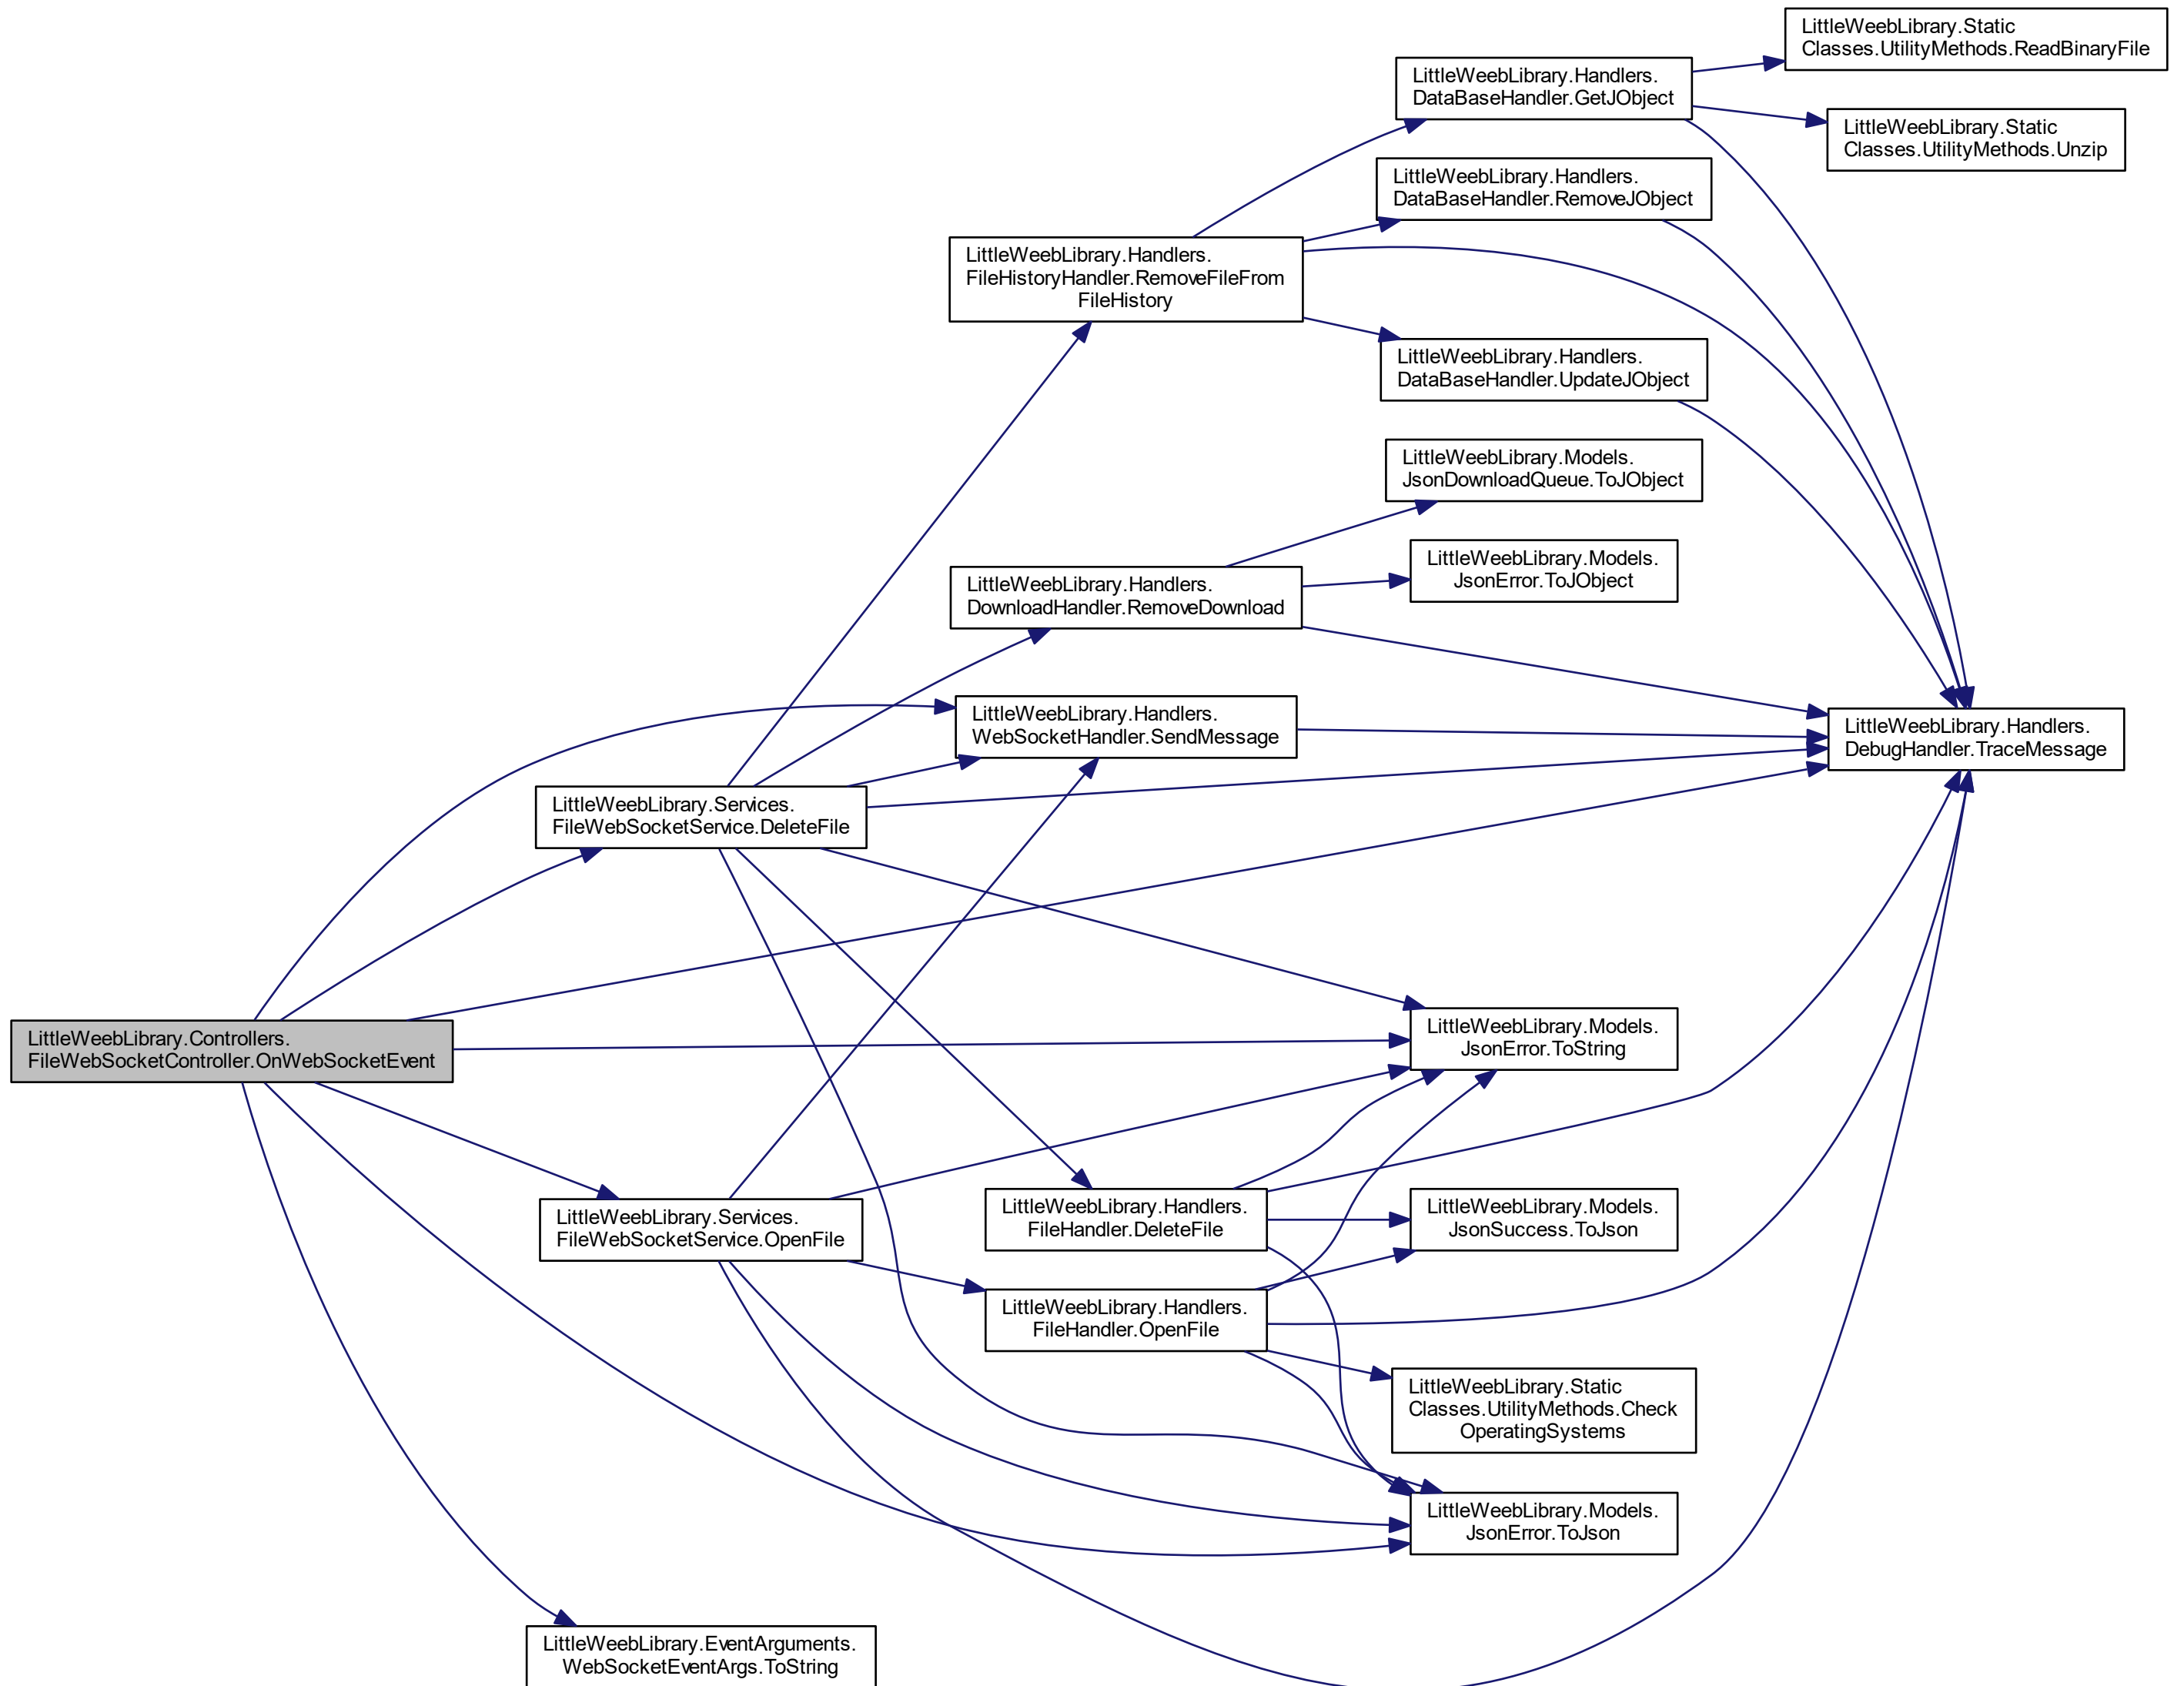 LittleWeebLibrary.Static
Classes.UtilityMethods.ReadBinaryFile
LittleWeebLibrary.Handlers.
DataBaseHandler.GetJObject
LittleWeebLibrary.Static
Classes.UtilityMethods.Unzip
LittleWeebLibrary.Handlers.
DataBaseHandler.RemoveJObject
LittleWeebLibrary.Handlers.
FileHistoryHandler.RemoveFileFrom
FileHistory
LittleWeebLibrary.Handlers.
DataBaseHandler.UpdateJObject
LittleWeebLibrary.Models.
JsonDownloadQueue.ToJObject
LittleWeebLibrary.Models.
JsonError.ToJObject
LittleWeebLibrary.Handlers.
DownloadHandler.RemoveDownload
LittleWeebLibrary.Handlers.
WebSocketHandler.SendMessage
LittleWeebLibrary.Handlers.
DebugHandler.TraceMessage
LittleWeebLibrary.Services.
FileWebSocketService.DeleteFile
LittleWeebLibrary.Controllers.
FileWebSocketController.OnWebSocketEvent
LittleWeebLibrary.Models.
JsonError.ToString
LittleWeebLibrary.Services.
FileWebSocketService.OpenFile
LittleWeebLibrary.Handlers.
FileHandler.DeleteFile
LittleWeebLibrary.Models.
JsonSuccess.ToJson
LittleWeebLibrary.Handlers.
FileHandler.OpenFile
LittleWeebLibrary.Static
Classes.UtilityMethods.Check
OperatingSystems
LittleWeebLibrary.Models.
JsonError.ToJson
LittleWeebLibrary.EventArguments.
WebSocketEventArgs.ToString